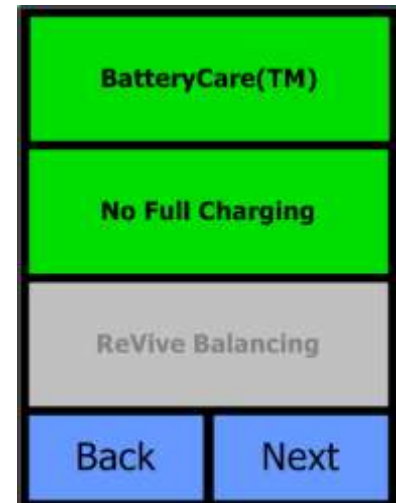 BatteryCare(TM)
No Full Charging
ReVive Balancing
Back Next